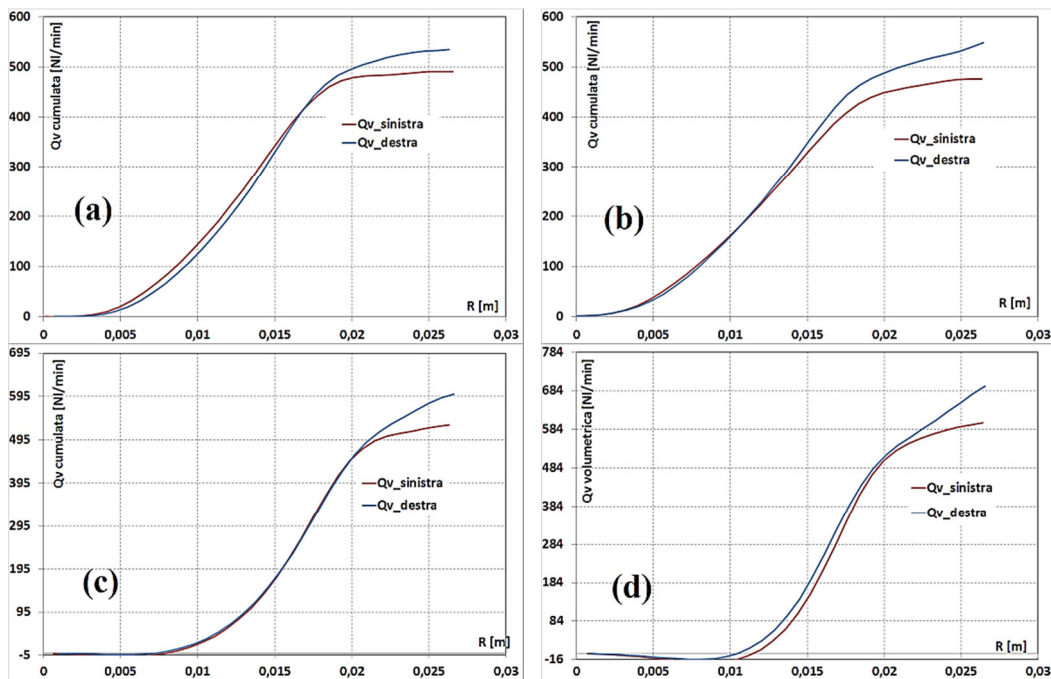 600
500
400
300
200
100
0
Qv cumulata [Nl/min]
Qv_sinistra
Qv_destra
(a)
R [m]
0 0,005 0,01 0,015 0,02 0,025 0,03
600
500
400
300
200
100
0
Qv cumulata [Nl/min]
Qv_sinistra
Qv_destra
(b)
R [m]
0,005 0,01 0,015 0,02 0,025 0,03
695
595
495
395
295
195
95
-5
Qv cumulata [Nl/min]
Qv_sinistra
Qv_destra
(c)
R [m]
0 0,005 0,01 0,015 0,02 0,025 0,03
784
684
584
484
384
284
184
84
-16
Qv volumetrica [Nl/min]
Qv_sinistra
Qv_destra
(d)
R [m]
0 0,005 0,01 0,015 0,02 0,025 0,03